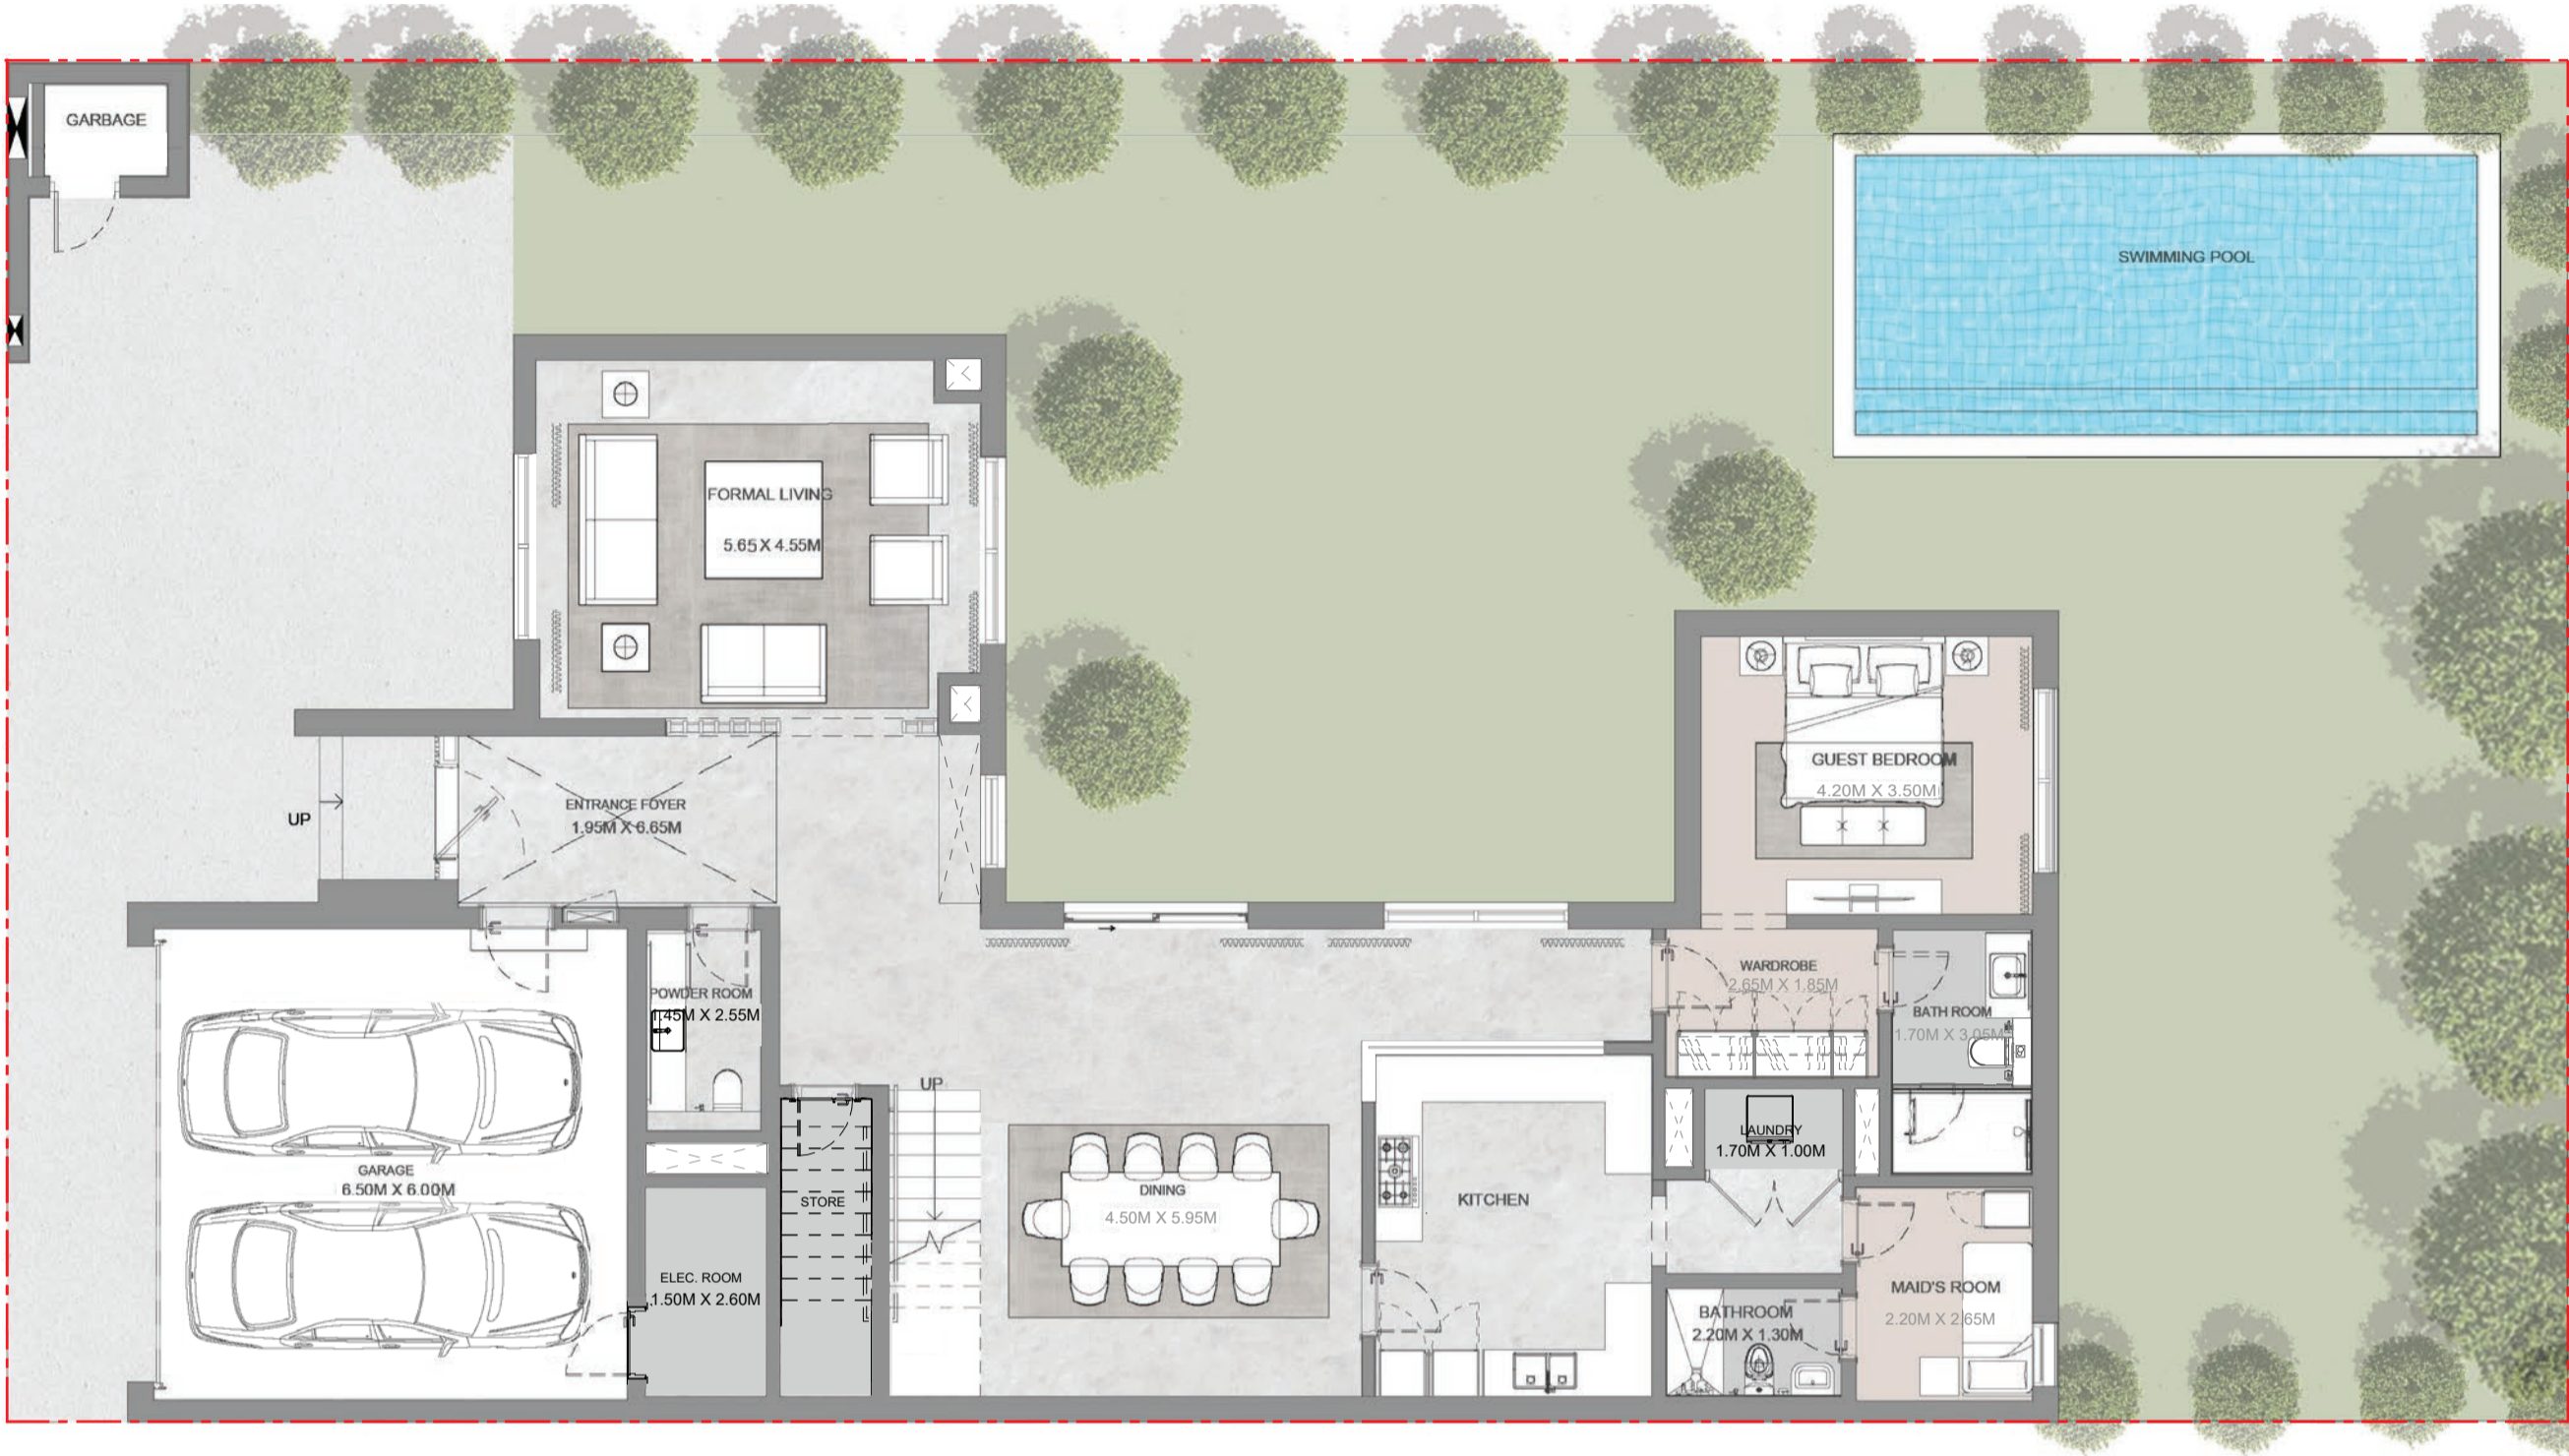 GARBAGE
SWIMMING POOL
FORMAL LIVING
5.65 X 4.55M
GUEST BEDROOM
4.20M X 3.50M
UP
ENTRANCE FOYER
1.95M X 6.65M
WARDROBE
2.65M X 1.85M
POWDER ROOM
1.45M X 2.55M
BATH ROOM
1.70M X 3.05M
UP
LAUNDRY
1.70M X 1.00M
GARAGE
6.50M X 6.00M
STORE
DINING
4.50M X 5.95M
KITCHEN
ELEC. ROOM
1.50M X 2.60M
MAID'S ROOM
2.20M X 2.65M
BATHROOM
2.20M X 1.30M